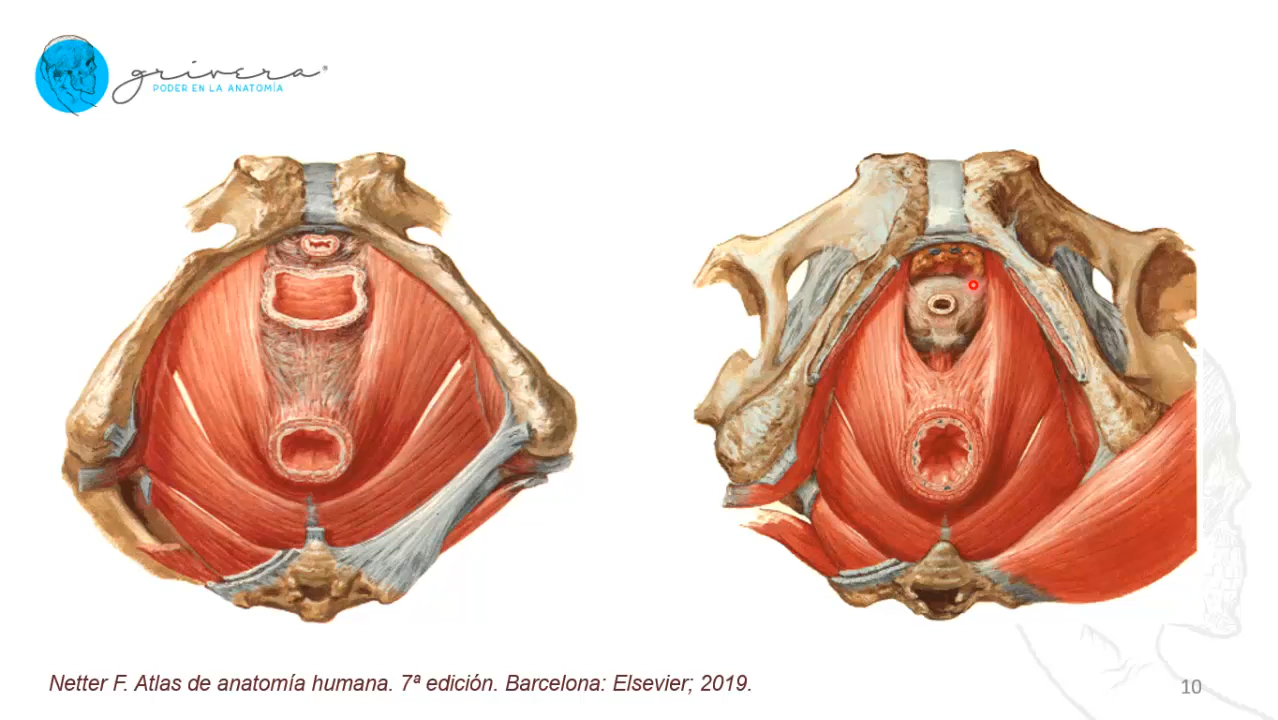 grivera®
PODER EN LA ANATOMÍA
Netter F. Atlas de anatomía humana. 7ª edición. Barcelona: Elsevier; 2019.
10